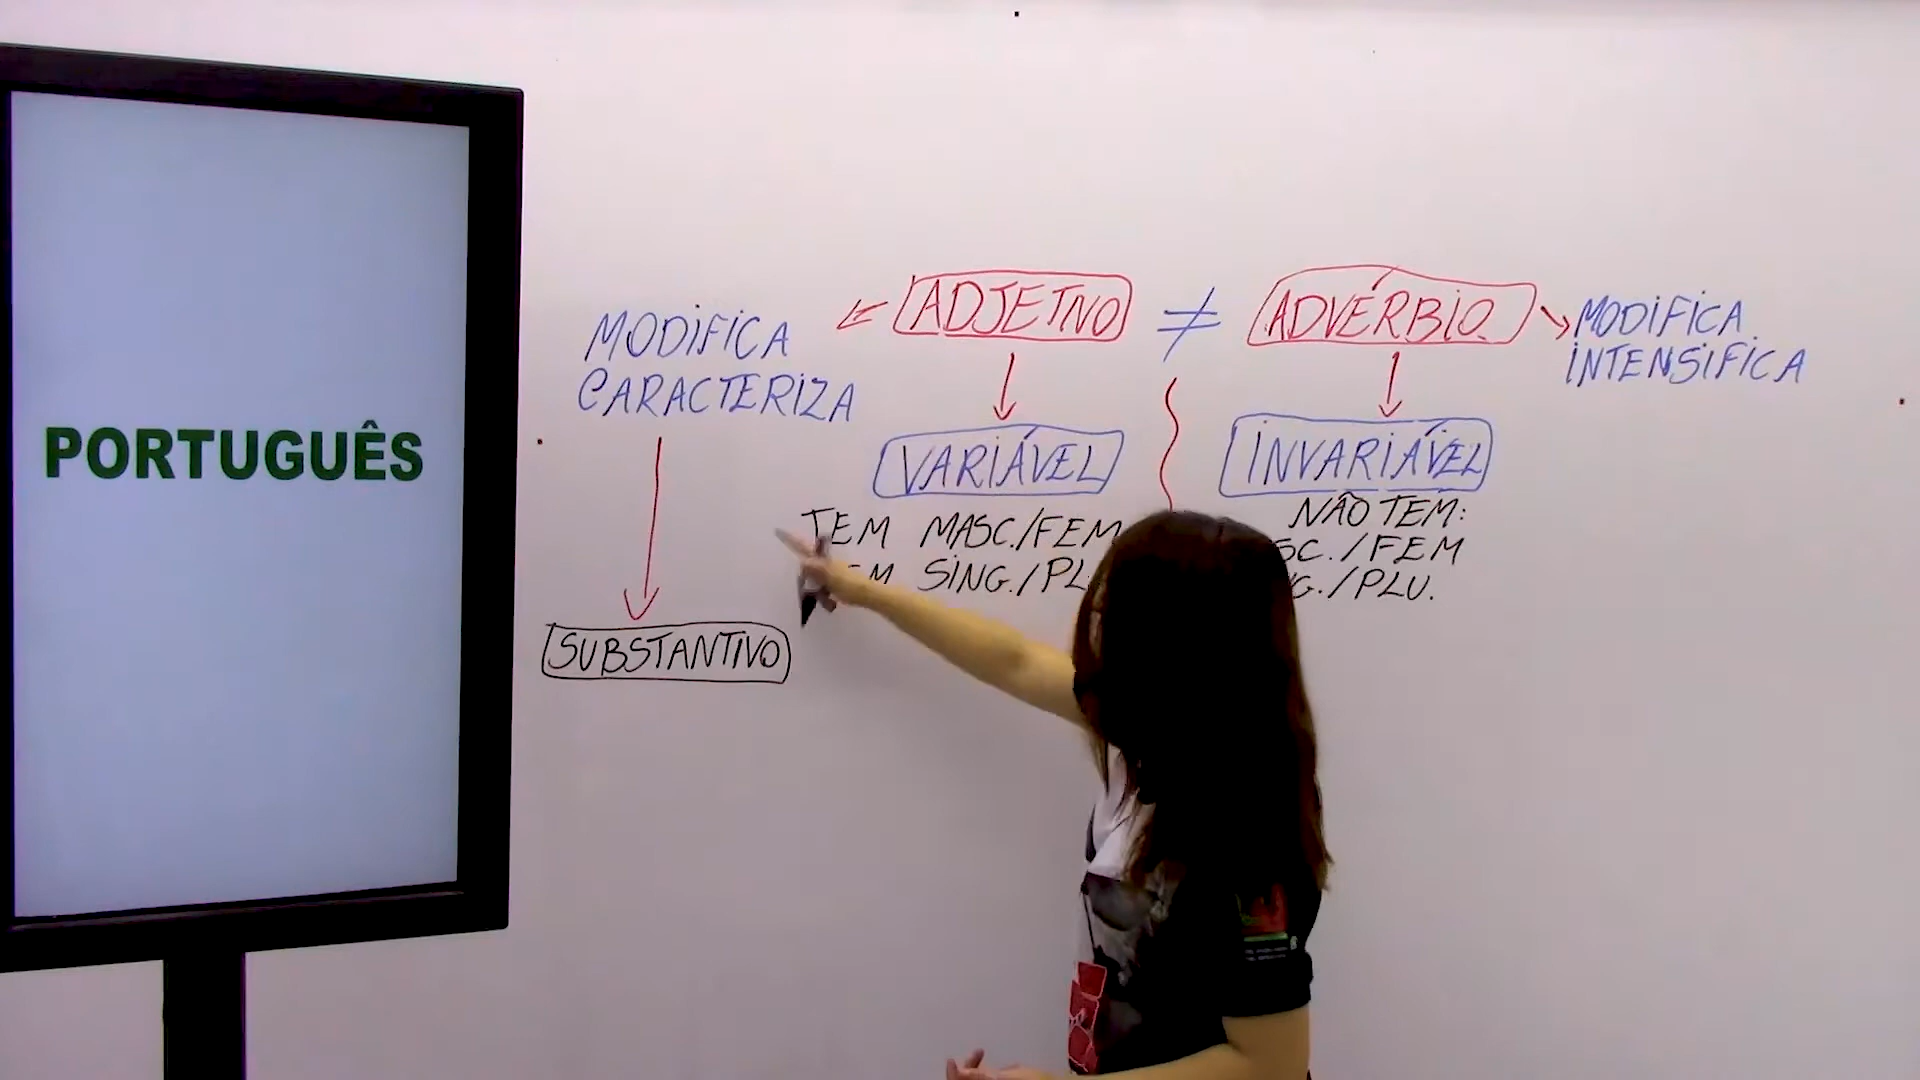 PORTUGUÊS
MODIFICA
CARACTERIZA
SUBSTANTIVO
ADJETIVO
≠
ADVÉRBIO
MODIFICA
INTENSIFICA
VARIÁVEL
TEM MASC./FEM
SING./PL
INVARIÁVEL
NÃO TEM:
SC./FEM
G./PLU.